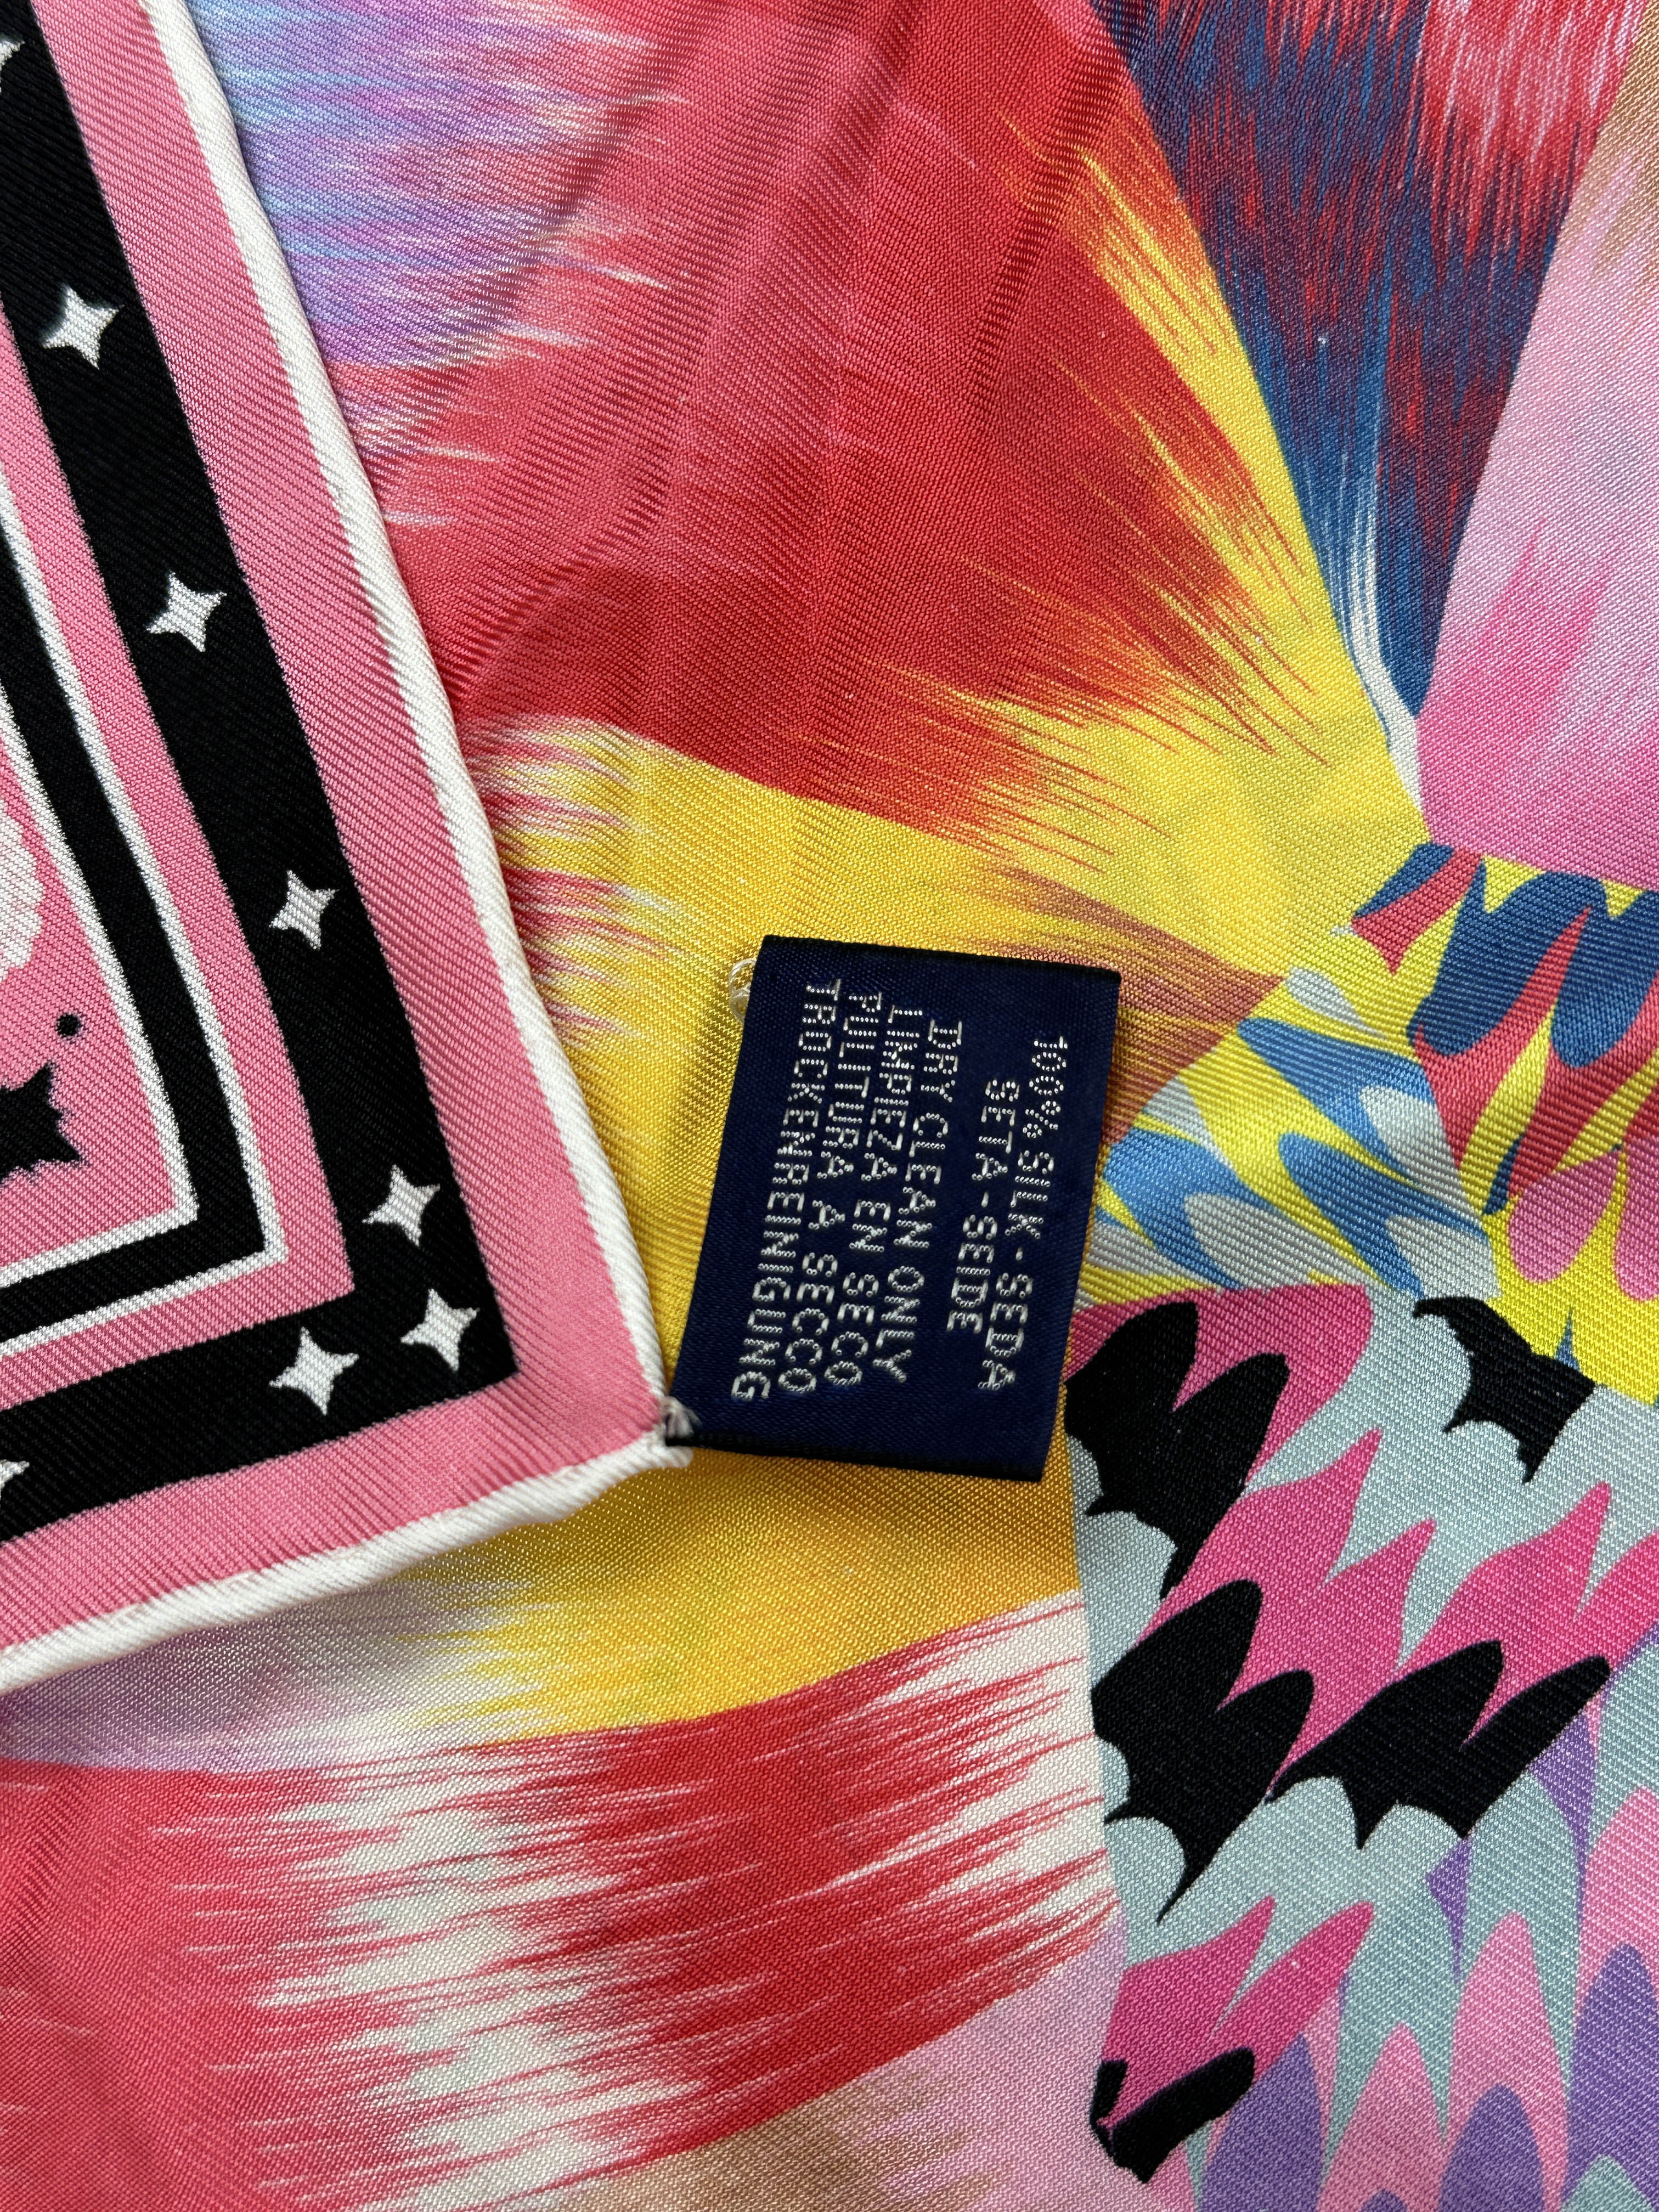 100% SILK-SEDA
SETA-SEIDE
DRY CLEAN ONLY
LIMPIEZA EN SECO
PULITURA A SECCO
TROCKENREINIGUNG